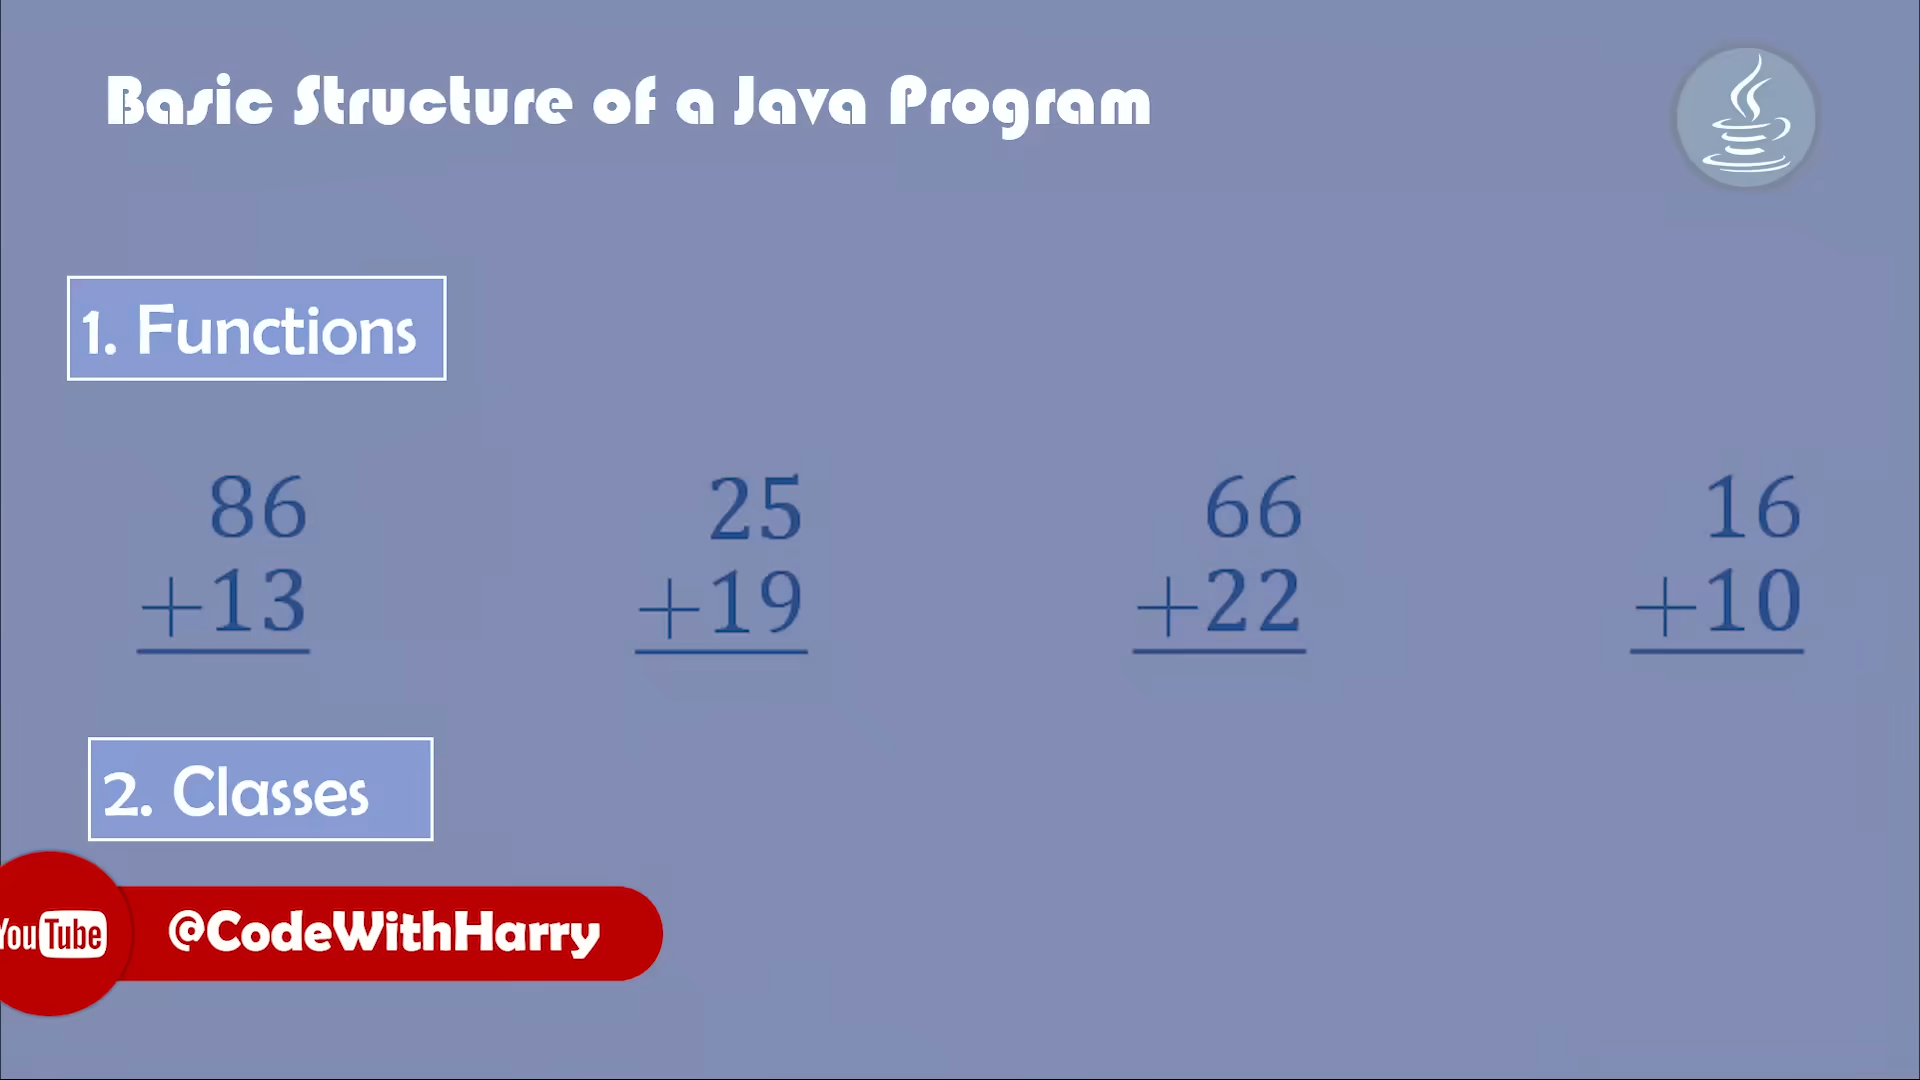 Basic Structure of a Java Program
1. Functions
86 25 66 16
+13 +19 +22 +10
2. Classes
YouTube @CodeWithHarry